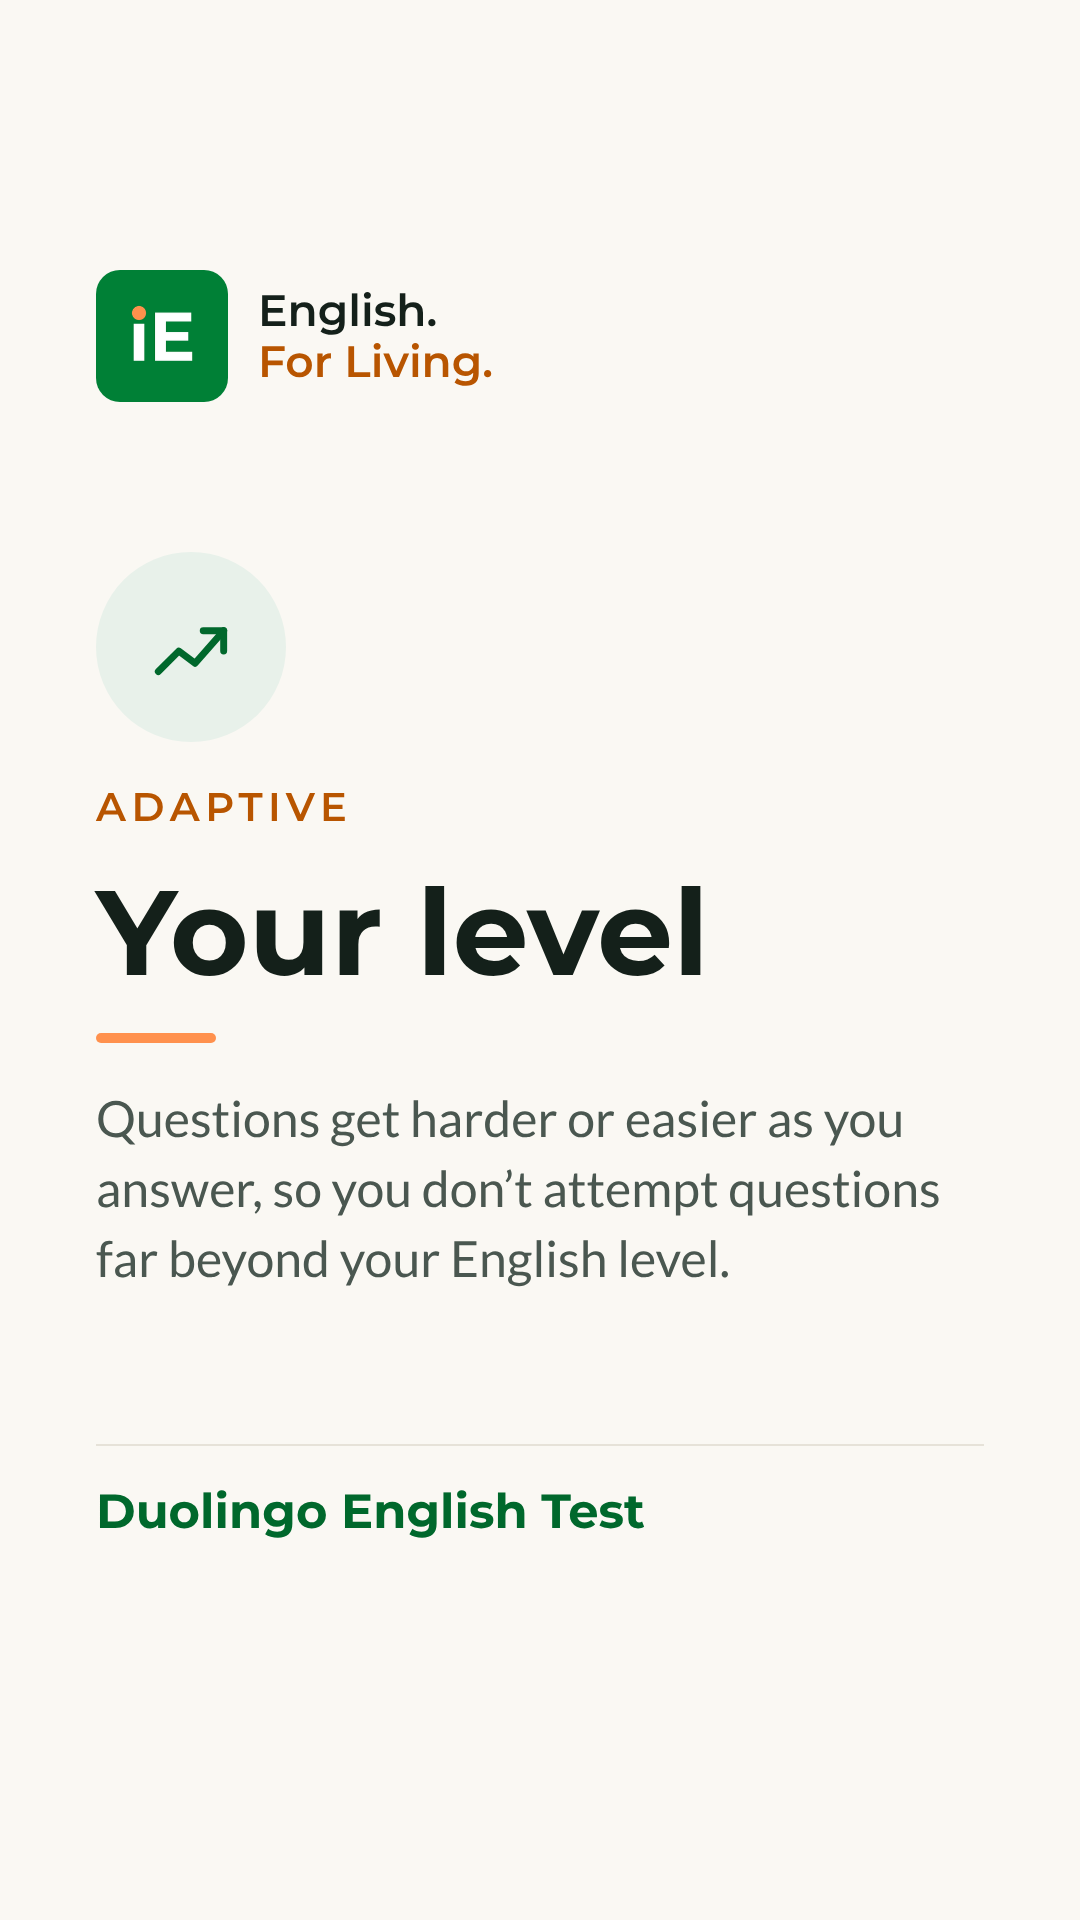 iE
English.
For Living.
ADAPTIVE
Your level
Questions get harder or easier as you
answer, so you don’t attempt questions
far beyond your English level.
Duolingo English Test